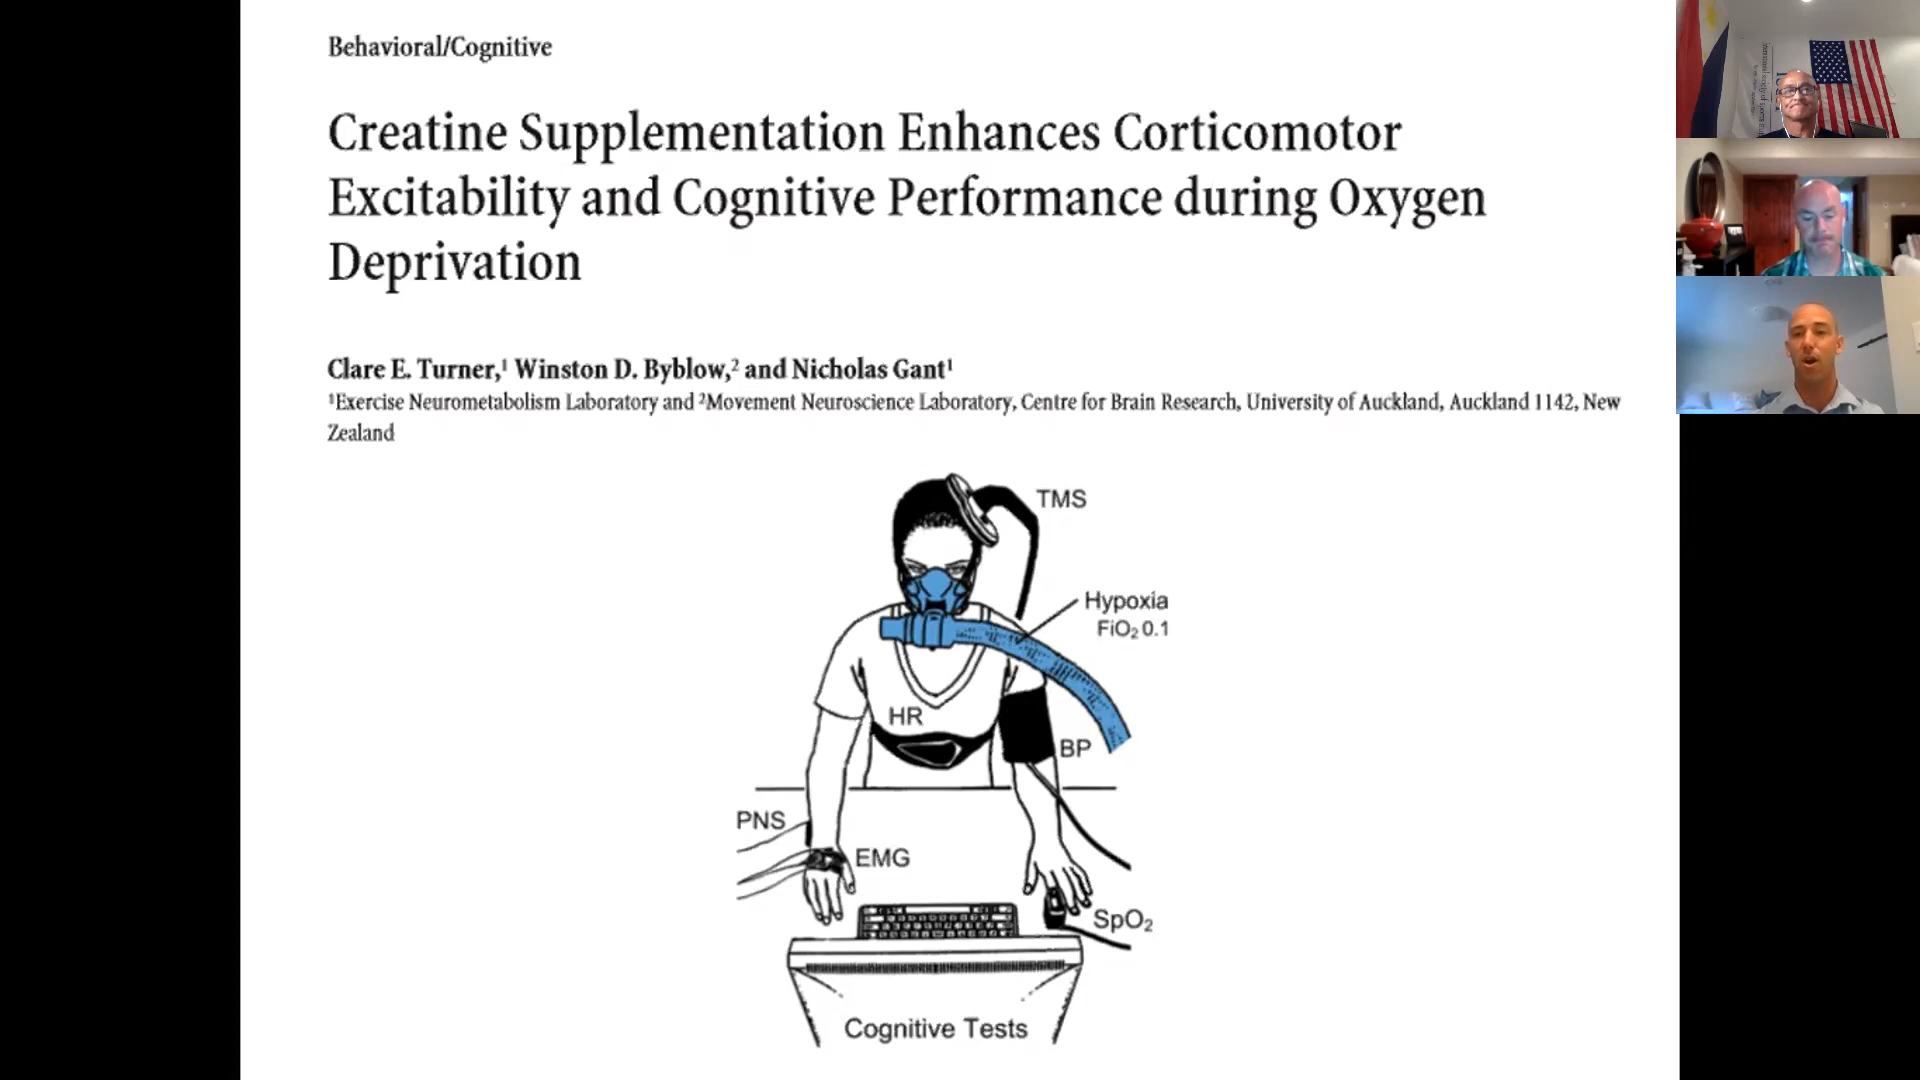 Behavioral/Cognitive
Creatine Supplementation Enhances Corticomotor
Excitability and Cognitive Performance during Oxygen
Deprivation
Clare E. Turner,¹ Winston D. Byblow,² and Nicholas Gant¹
¹Exercise Neurometabolism Laboratory and ²Movement Neuroscience Laboratory, Centre for Brain Research, University of Auckland, Auckland 1142, New
Zealand
TMS
Hypoxia
FiO₂ 0.1
HR
BP
PNS
EMG
SpO₂
Cognitive Tests